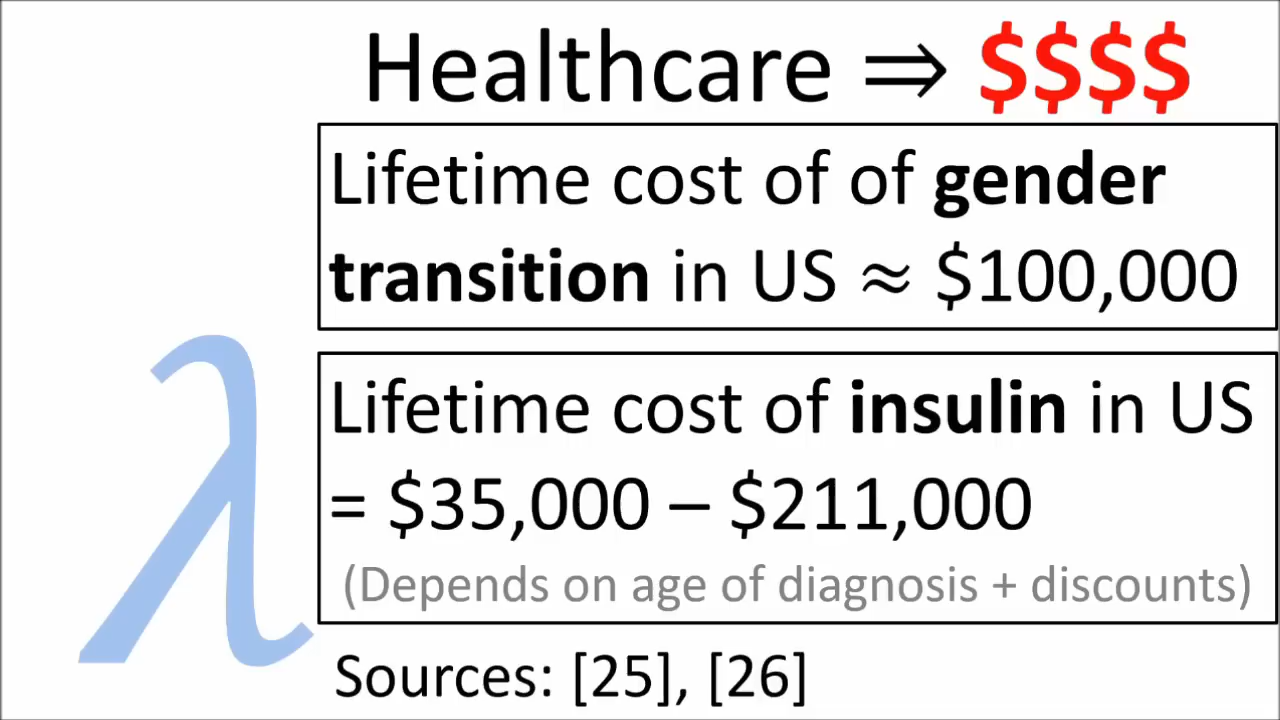 Healthcare ⇒ $$$$
Lifetime cost of of gender
transition in US ≈ $100,000
λ
Lifetime cost of insulin in US
= $35,000 – $211,000
(Depends on age of diagnosis + discounts)
Sources: [25], [26]